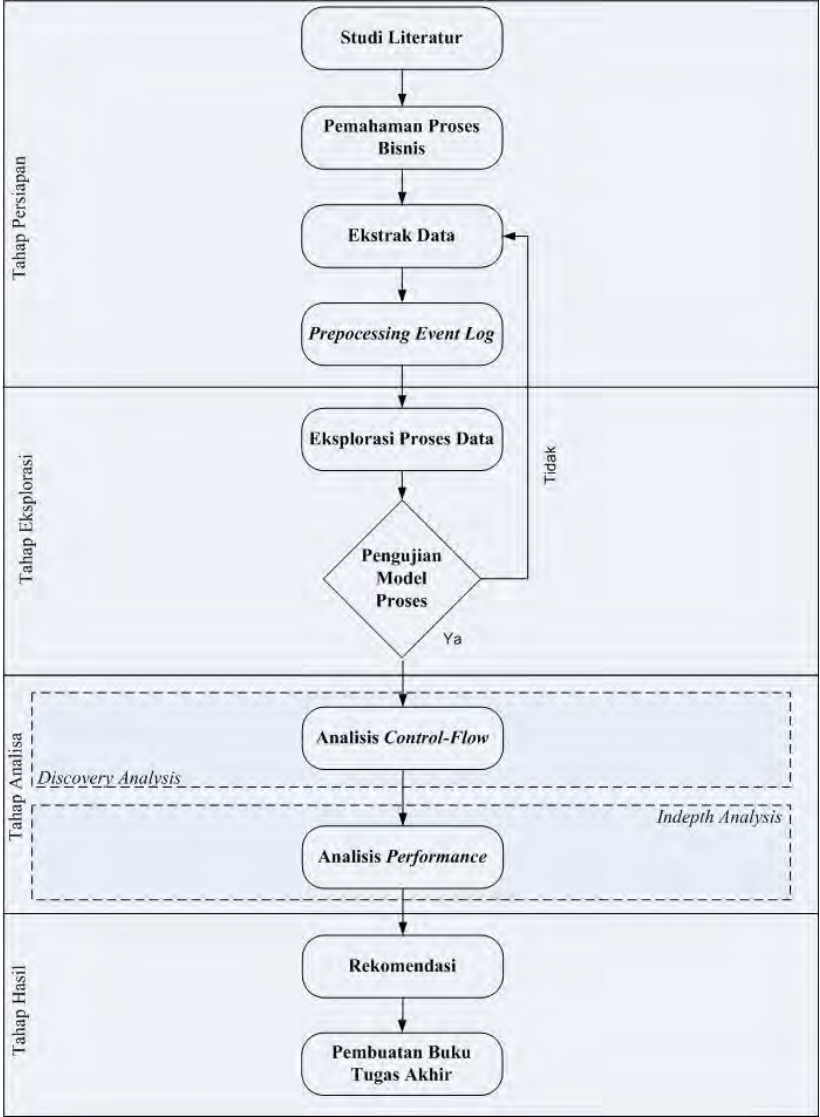 Studi Literatur
Pemahaman Proses
Bisnis
Ekstrak Data
Prepocessing Event Log
Tahap Persiapan
Eksplorasi Proses Data
Tidak
Pengujian
Model
Proses
Ya
Tahap Eksplorasi
Analisis Control-Flow
Discovery Analysis
Indepth Analysis
Analisis Performance
Tahap Analisa
Rekomendasi
Pembuatan Buku
Tugas Akhir
Tahap Hasil